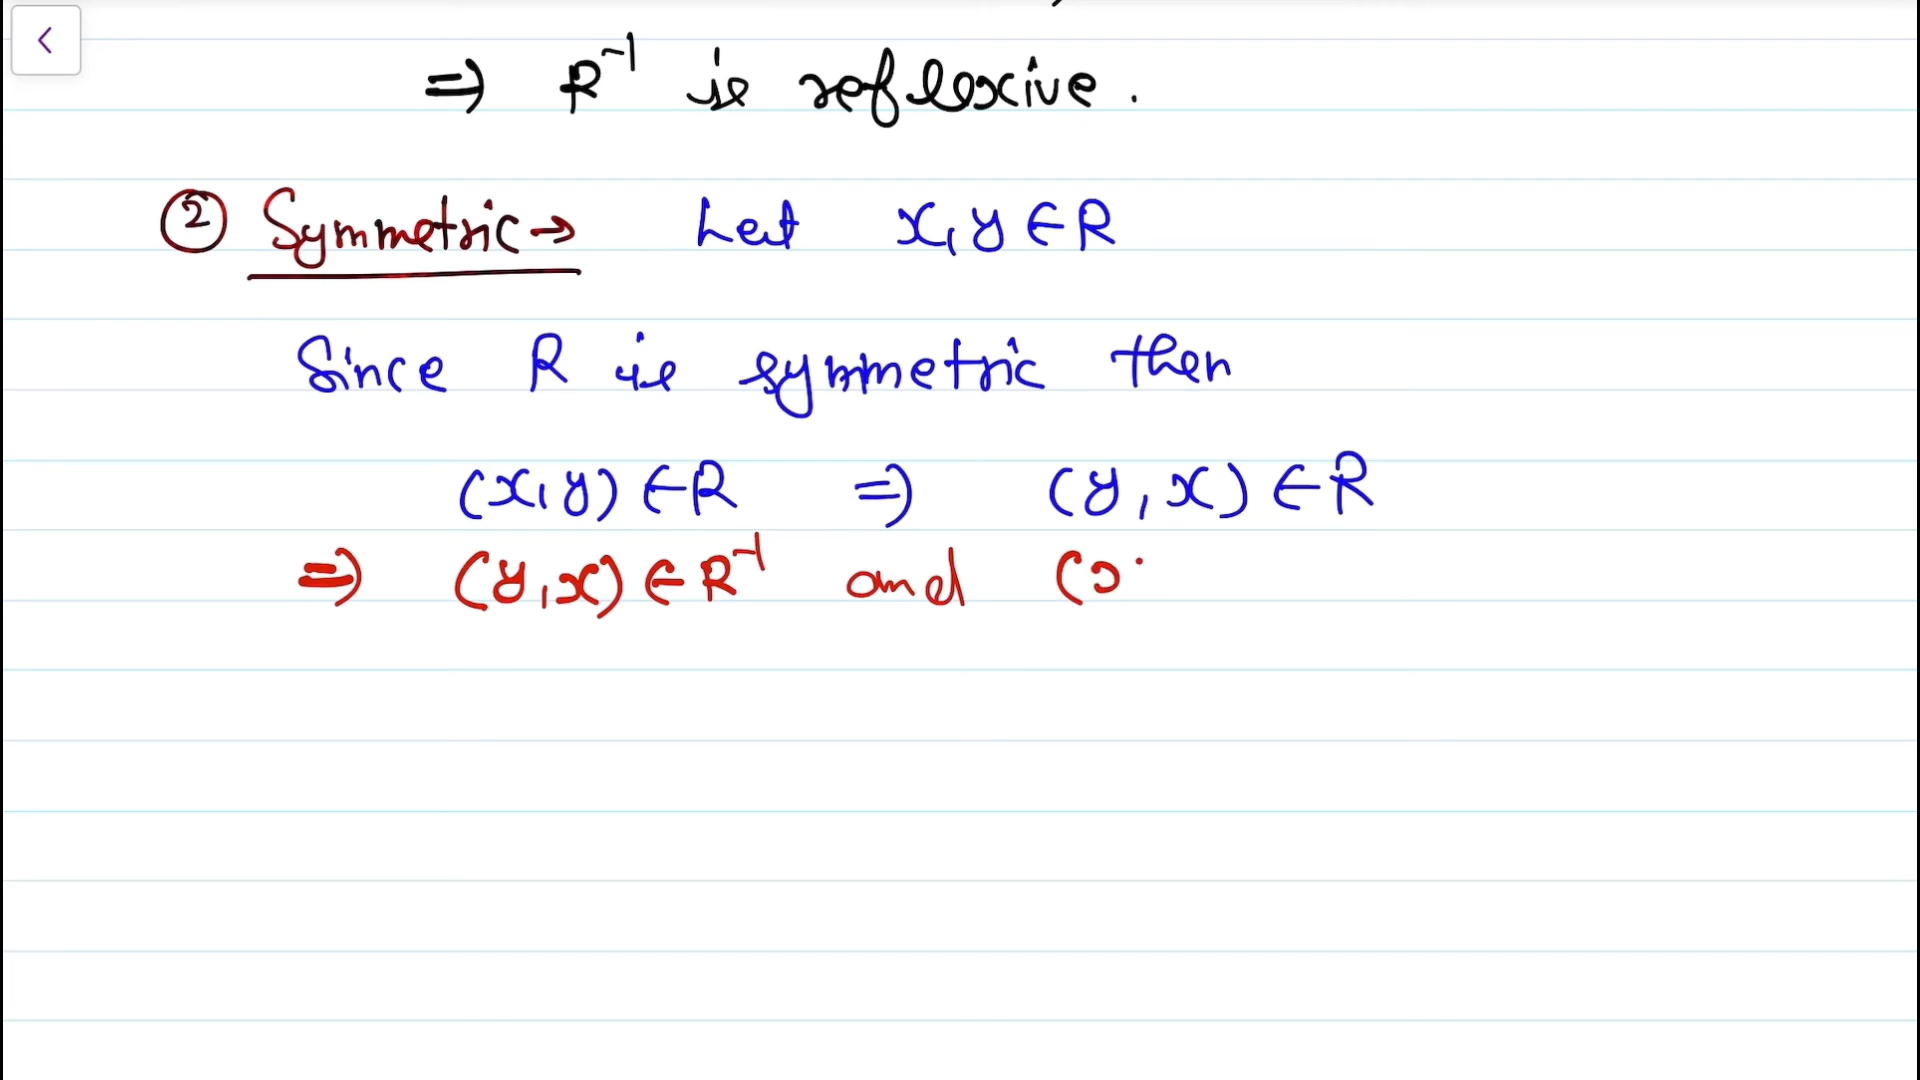 ⇒ R⁻¹ is reflexive.
② Symmetric → Let x, y ∈ R
Since R is symmetric then
(x, y) ∈ R ⇒ (y, x) ∈ R
⇒ (y, x) ∈ R⁻¹ and (